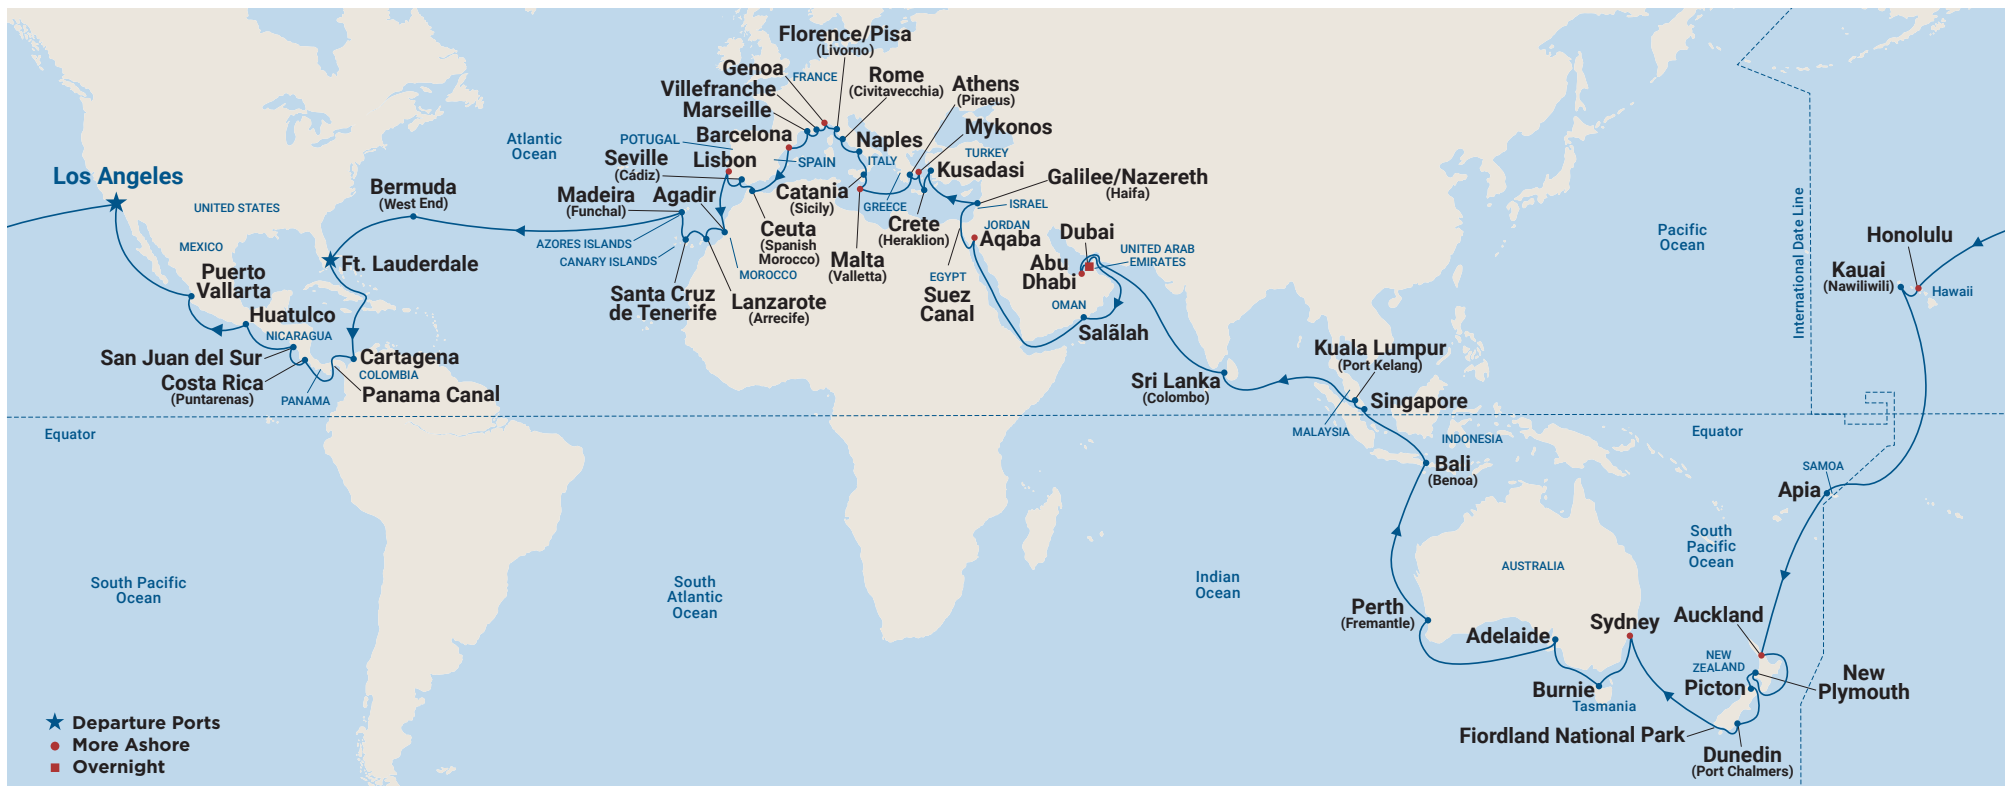 Florence/Pisa
(Livorno)
Genoa
FRANCE
Rome
(Civitavecchia)
Athens
(Piraeus)
Villefranche
Marseille
Mykonos
Atlantic
Ocean
POTUGAL
Barcelona
Naples
SPAIN
ITALY
TURKEY
Seville
(Cádiz)
Lisbon
Kusadasi
Galilee/Nazereth
(Haifa)
ISRAEL
Los Angeles
UNITED STATES
Bermuda
(West End)
Madeira
(Funchal)
Agadir
Catania
(Sicily)
GREECE
Crete
(Heraklion)
JORDAN
Aqaba
Dubai
UNITED ARAB
EMIRATES
Pacific
Ocean
International Date Line
Honolulu
MEXICO
AZORES ISLANDS
CANARY ISLANDS
Ceuta
(Spanish
Morocco)
MOROCCO
Malta
(Valletta)
EGYPT
Suez
Canal
Abu
Dhabi
OMAN
Kauai
(Nawiliwili)
Hawaii
Puerto
Vallarta
Ft. Lauderdale
Santa Cruz
de Tenerife
Lanzarote
(Arrecife)
Salãlah
Huatulco
NICARAGUA
San Juan del Sur
Cartagena
COLOMBIA
Costa Rica
(Puntarenas)
PANAMA
Panama Canal
Sri Lanka
(Colombo)
Kuala Lumpur
(Port Kelang)
Singapore
Equator
MALAYSIA
INDONESIA
Equator
Bali
(Benoa)
SAMOA
Apia
South Pacific
Ocean
South
Atlantic
Ocean
Indian
Ocean
AUSTRALIA
South
Pacific
Ocean
Perth
(Fremantle)
Adelaide
Sydney
Auckland
NEW
ZEALAND
New
Plymouth
Picton
Burnie
Tasmania
Fiordland National Park
Dunedin
(Port Chalmers)
Departure Ports
More Ashore
Overnight